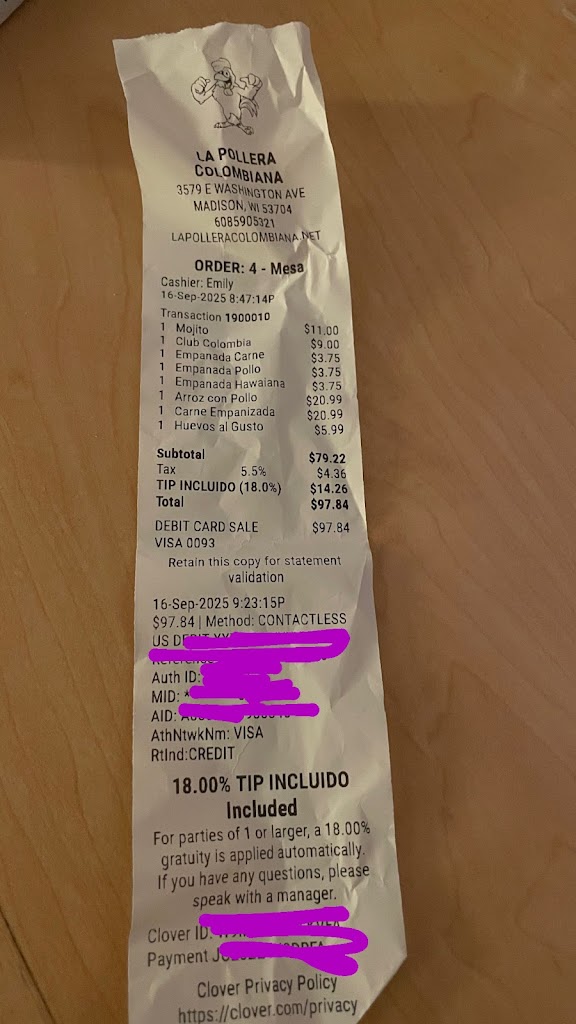 LA POLLERA
COLOMBIANA
3579 E WASHINGTON AVE
MADISON, WI 53704
6085905321
LAPOLLERACOLOMBIANA.NET
ORDER: 4 - Mesa
Cashier: Emily
16-Sep-2025 8:47:14P
Transaction 1900010
1 Mojito $11.00
1 Club Colombia $9.00
1 Empanada Carne $3.75
1 Empanada Pollo $3.75
1 Empanada Hawaiana $3.75
1 Arroz con Pollo $20.99
1 Carne Empanizada $20.99
1 Huevos al Gusto $5.99
Subtotal $79.22
Tax 5.5% $4.36
TIP INCLUIDO (18.0%) $14.26
Total $97.84
DEBIT CARD SALE $97.84
VISA 0093
Retain this copy for statement
validation
16-Sep-2025 9:23:15P
$97.84 | Method: CONTACTLESS
US DEBIT
Reference
Auth ID:
MID: *
AID:
AthNtwkNm: VISA
RtInd:CREDIT
18.00% TIP INCLUIDO
Included
For parties of 1 or larger, a 18.00%
gratuity is applied automatically.
If you have any questions, please
speak with a manager.
Clover ID:
Payment
Clover Privacy Policy
https://clover.com/privacy